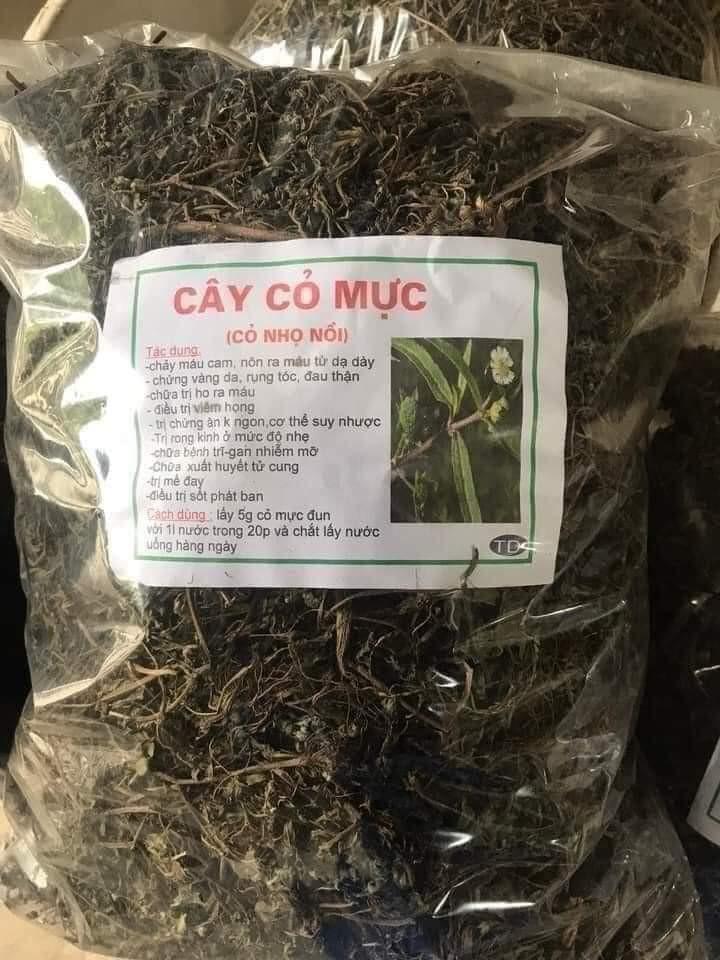 CÂY CỎ MỰC
(CỎ NHỌ NỒI)
Tác dụng.
-chảy máu cam, nôn ra máu từ dạ dày
- chứng vàng da, rụng tóc, đau thận
-chữa trị ho ra máu
- điều trị viêm họng
- trị chứng ăn k ngon,cơ thể suy nhược
-Trị rong kinh ở mức độ nhẹ
-chữa bệnh trĩ-gan nhiễm mỡ
-Chữa xuất huyết tử cung
-trị mề đay
-điều trị sốt phát ban
Cách dùng : lấy 5g cỏ mực đun
với 1l nước trong 20p và chắt lấy nước
uống hàng ngày
TD